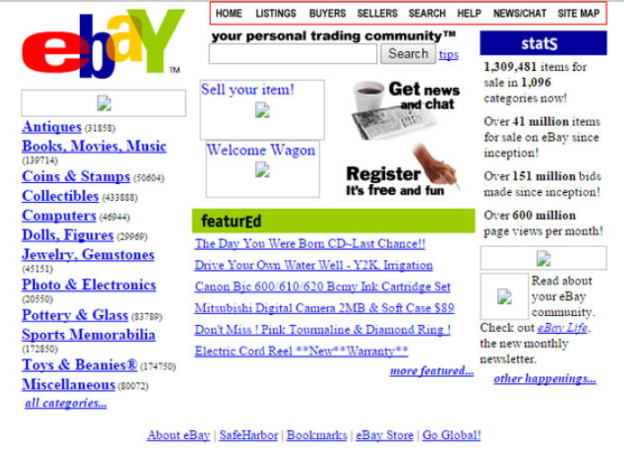 HOME LISTINGS BUYERS SELLERS SEARCH HELP NEWS/CHAT SITE MAP
ebaY™
your personal trading community™
Search tips
Sell your item!
Welcome Wagon
Get news
and chat
Register
It's free and fun
Antiques (31858)
Books, Movies, Music
(139714)
Coins & Stamps (50604)
Collectibles (433888)
Computers (46944)
Dolls, Figures (29969)
Jewelry, Gemstones
(45151)
Photo & Electronics
(20550)
Pottery & Glass (83789)
Sports Memorabilia
(172850)
Toys & Beanies® (174750)
Miscellaneous (80072)
all categories...
featurEd
The Day You Were Born CD~Last Chance!!
Drive Your Own Water Well - Y2K, Irrigation
Canon Bjc 600/610/620 Bcmy Ink Cartridge Set
Mitsubishi Digital Camera 2MB & Soft Case $89
Don't Miss ! Pink Tourmaline & Diamond Ring !
Electric Cord Reel **New**Warranty**
more featured...
statS
1,309,481 items for
sale in 1,096
categories now!
Over 41 million items
for sale on eBay since
inception!
Over 151 million bids
made since inception!
Over 600 million
page views per month!
Read about
your eBay
community.
Check out eBay Life,
the new monthly
newsletter.
other happenings...
About eBay | SafeHarbor | Bookmarks | eBay Store | Go Global!